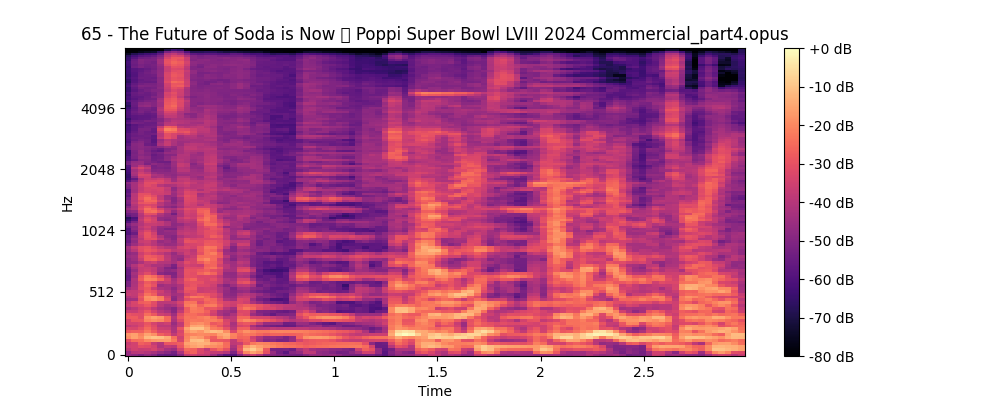 65 - The Future of Soda is Now ▯ Poppi Super Bowl LVIII 2024 Commercial_part4.opus
+0 dB
4096
-10 dB
-20 dB
2048
-30 dB
Hz
1024
-40 dB
-50 dB
512
-60 dB
-70 dB
0
-80 dB
0 0.5 1 1.5 2 2.5
Time